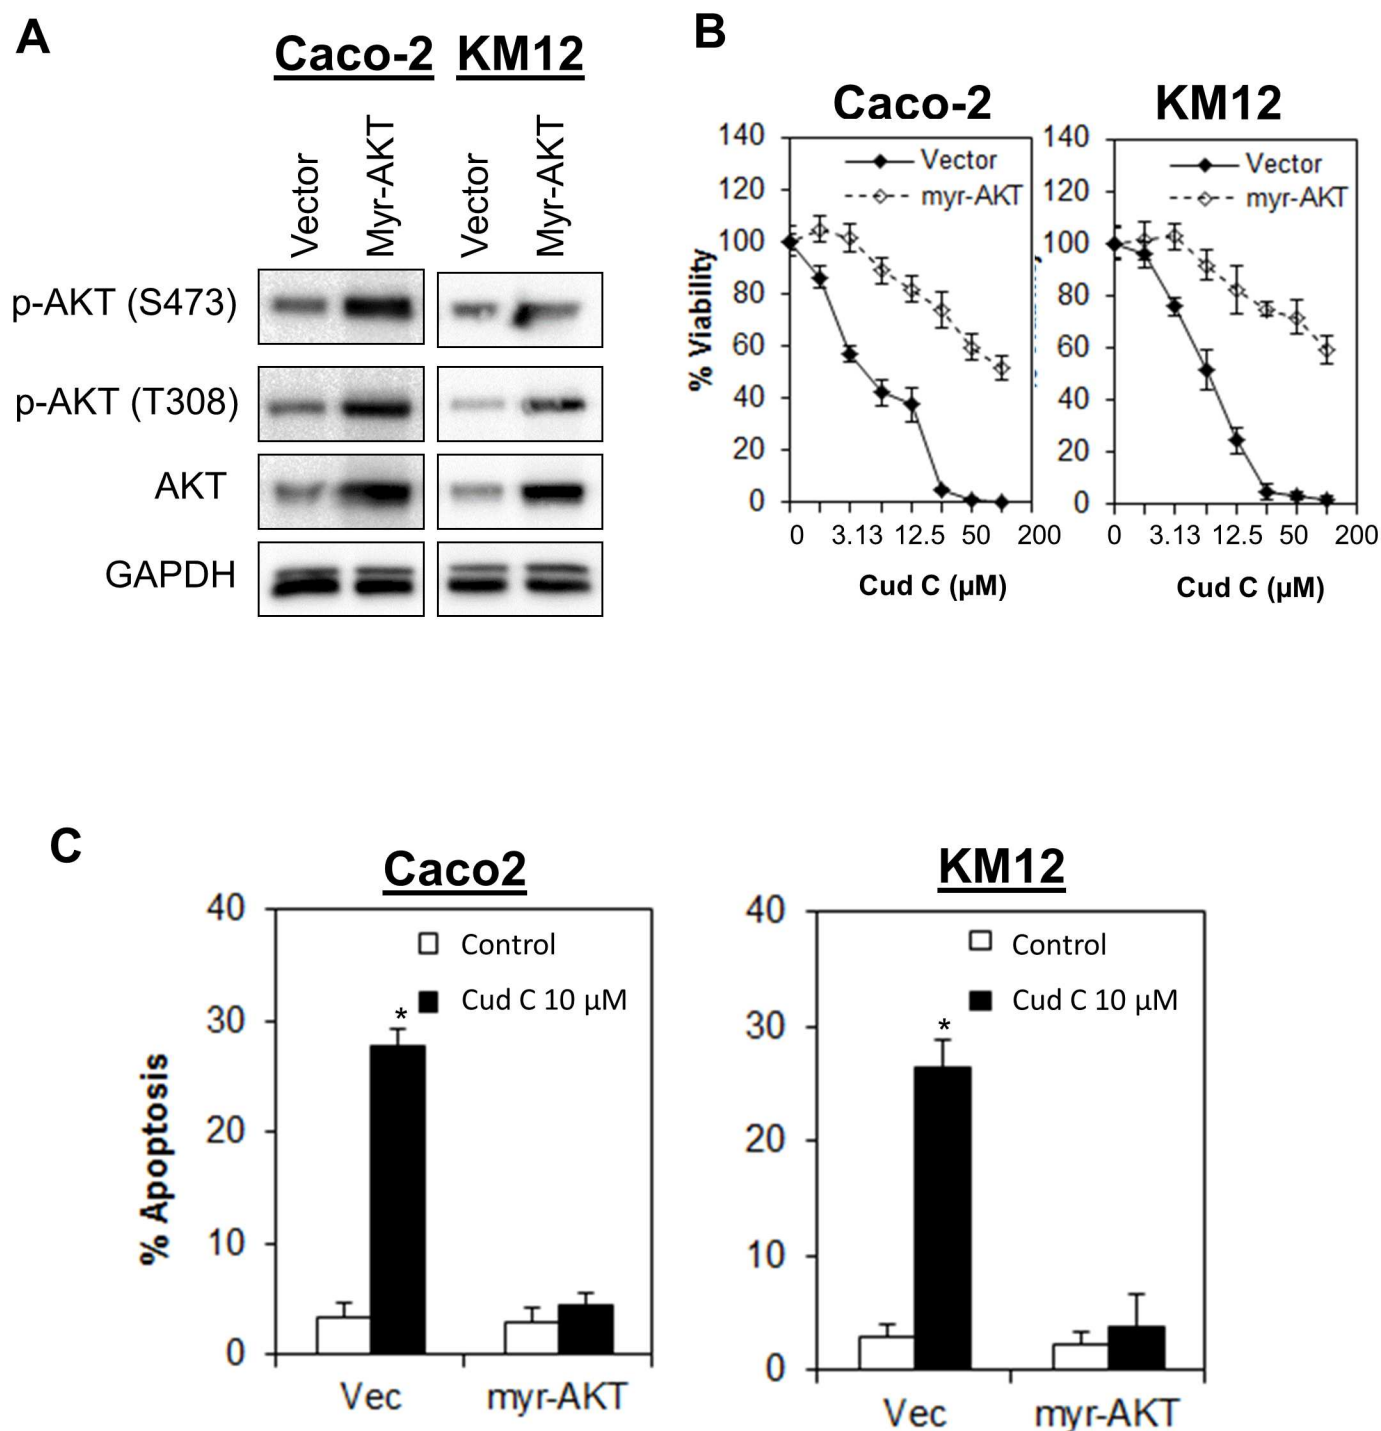 A
Caco-2 KM12
Vector Myr-AKT Vector Myr-AKT
p-AKT (S473)
p-AKT (T308)
AKT
GAPDH
B
Caco-2
% Viability
140
120
100
80
60
40
20
0
Vector
myr-AKT
0 3.13 12.5 50 200
Cud C (µM)
KM12
140
120
100
80
60
40
20
0
Vector
myr-AKT
0 3.13 12.5 50 200
Cud C (µM)
C
Caco2
% Apoptosis
40
30
20
10
0
Control
Cud C 10 µM
*
Vec myr-AKT
KM12
40
30
20
10
0
Control
Cud C 10 µM
*
Vec myr-AKT